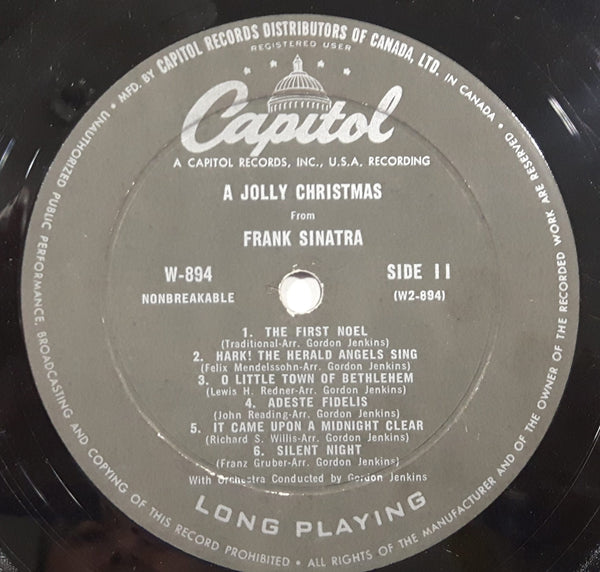 • MFD. BY CAPITOL RECORDS DISTRIBUTORS OF CANADA, LTD. IN CANADA •
REGISTERED USER
Capitol
A CAPITOL RECORDS, INC., U.S.A. RECORDING
A JOLLY CHRISTMAS
From
FRANK SINATRA
W-894
SIDE II
NONBREAKABLE
(W2-894)
1. THE FIRST NOEL
(Traditional-Arr. Gordon Jenkins)
2. HARK! THE HERALD ANGELS SING
(Felix Mendelssohn-Arr. Gordon Jenkins)
3. O LITTLE TOWN OF BETHLEHEM
(Lewis H. Redner-Arr. Gordon Jenkins)
4. ADESTE FIDELIS
(John Reading-Arr. Gordon Jenkins)
5. IT CAME UPON A MIDNIGHT CLEAR
(Richard S. Willis-Arr. Gordon Jenkins)
6. SILENT NIGHT
(Franz Gruber-Arr. Gordon Jenkins)
With Orchestra Conducted by Gordon Jenkins
LONG PLAYING
UNAUTHORIZED PUBLIC PERFORMANCE, BROADCASTING AND COPYING OF THIS RECORD PROHIBITED • ALL RIGHTS OF THE MANUFACTURER AND OF THE OWNER OF THE RECORDED WORK ARE RESERVED •